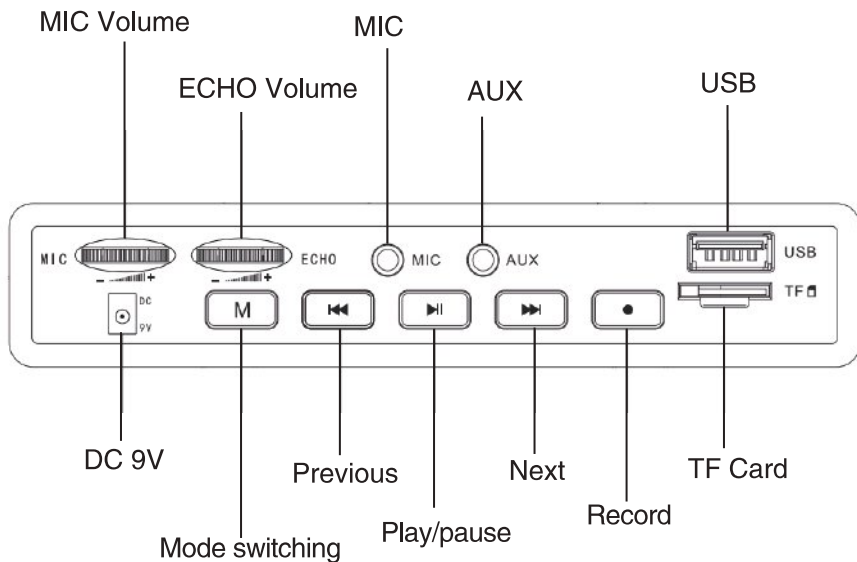 MIC Volume
MIC
ECHO Volume
AUX
USB
MIC
ECHO
MIC
AUX
USB
- +
- +
TF
DC
9V
M
DC 9V
Previous
Next
TF Card
Record
Play/pause
Mode switching